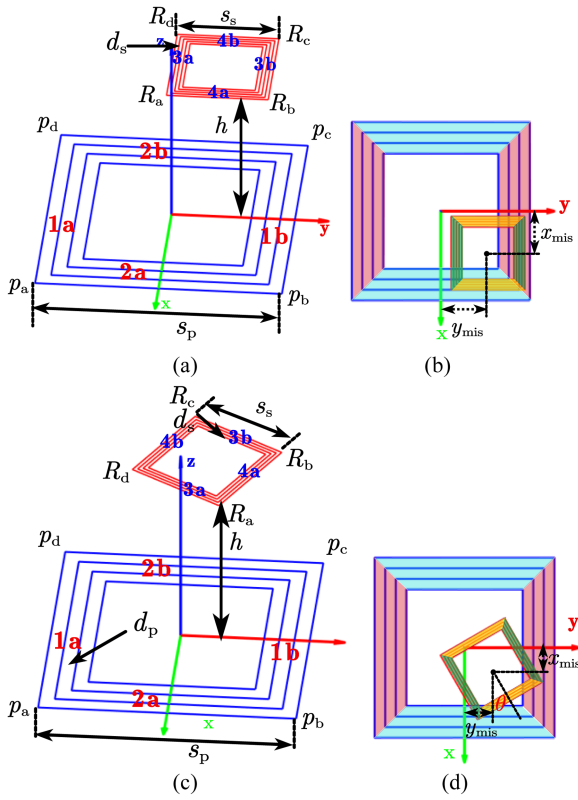 R_d s_s
d_s z 4b R_c
3a 3b
R_a 4a R_b
p_d h p_c
2b
1a 1b y
2a
p_a x p_b
s_p
(a)
y
x_mis
x y_mis
(b)
R_c
d_s s_s
4b 3b
R_d z 4a R_b
3a
R_a
p_d h p_c
2b
d_p
1a 1b
2a
p_a x p_b
s_p
(c)
y
x_mis
θ
y_mis
x
(d)